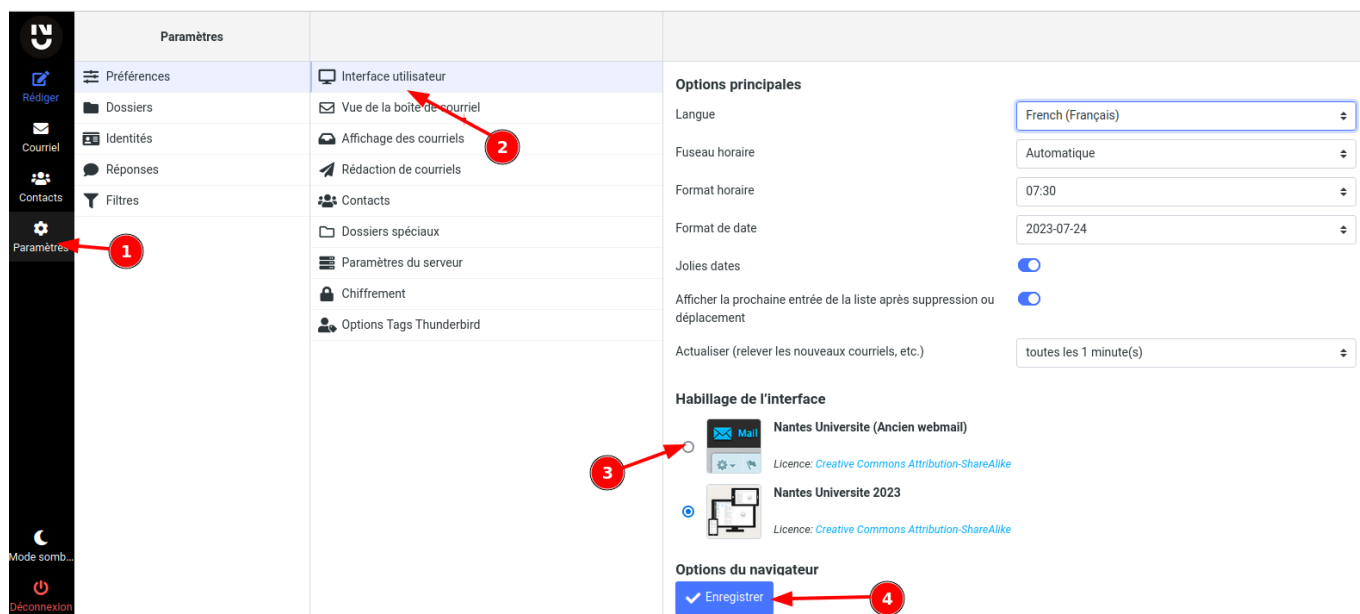 Paramètres
Rédiger
Courriel
Contacts
Paramètres
Mode somb...
Déconnexion
Préférences
Dossiers
Identités
Réponses
Filtres
Interface utilisateur
Vue de la boîte de courriel
Affichage des courriels
Rédaction de courriels
Contacts
Dossiers spéciaux
Paramètres du serveur
Chiffrement
Options Tags Thunderbird
1
2
3
4
Options principales
Langue
French (Français)
Fuseau horaire
Automatique
Format horaire
07:30
Format de date
2023-07-24
Jolies dates
Afficher la prochaine entrée de la liste après suppression ou
déplacement
Actualiser (relever les nouveaux courriels, etc.)
toutes les 1 minute(s)
Habillage de l'interface
Mail
Nantes Universite (Ancien webmail)
Licence: Creative Commons Attribution-ShareAlike
Nantes Universite 2023
Licence: Creative Commons Attribution-ShareAlike
Options du navigateur
Enregistrer